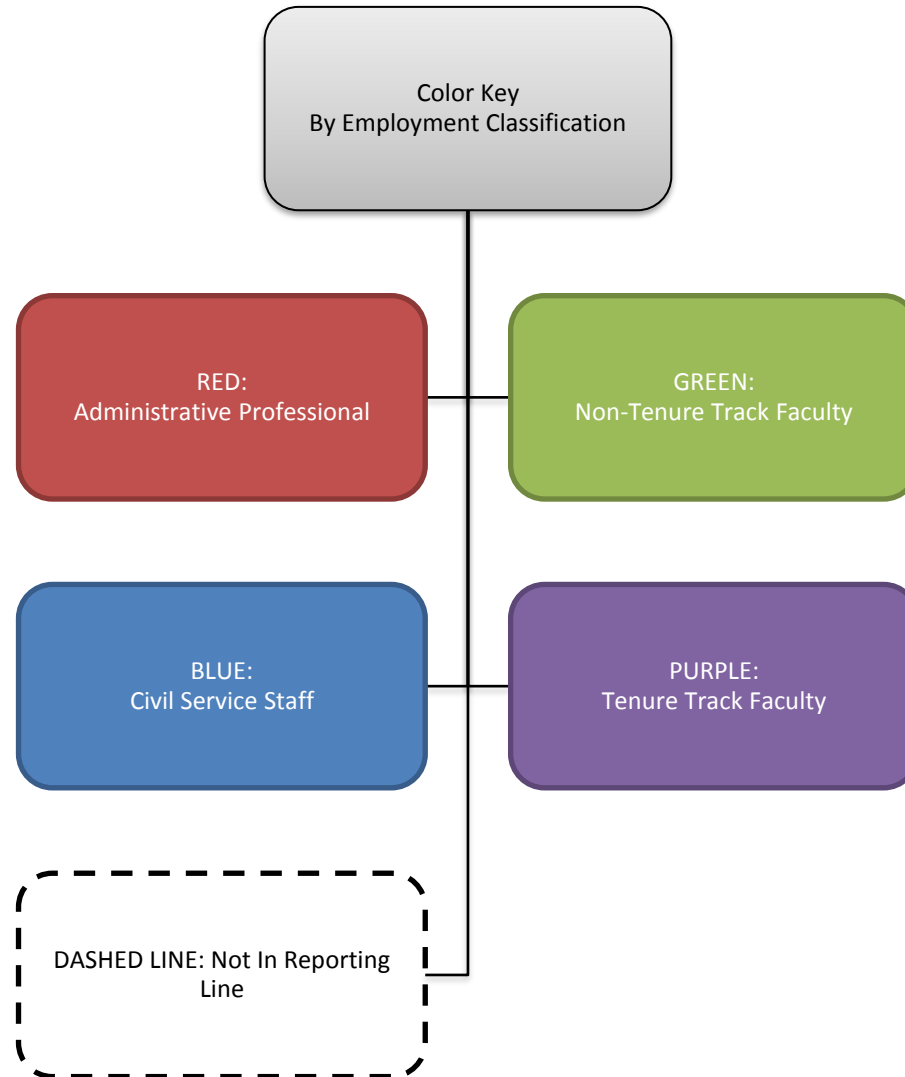 Color Key
By Employment Classification
RED:
Administrative Professional
GREEN:
Non-Tenure Track Faculty
BLUE:
Civil Service Staff
PURPLE:
Tenure Track Faculty
DASHED LINE: Not In Reporting
Line